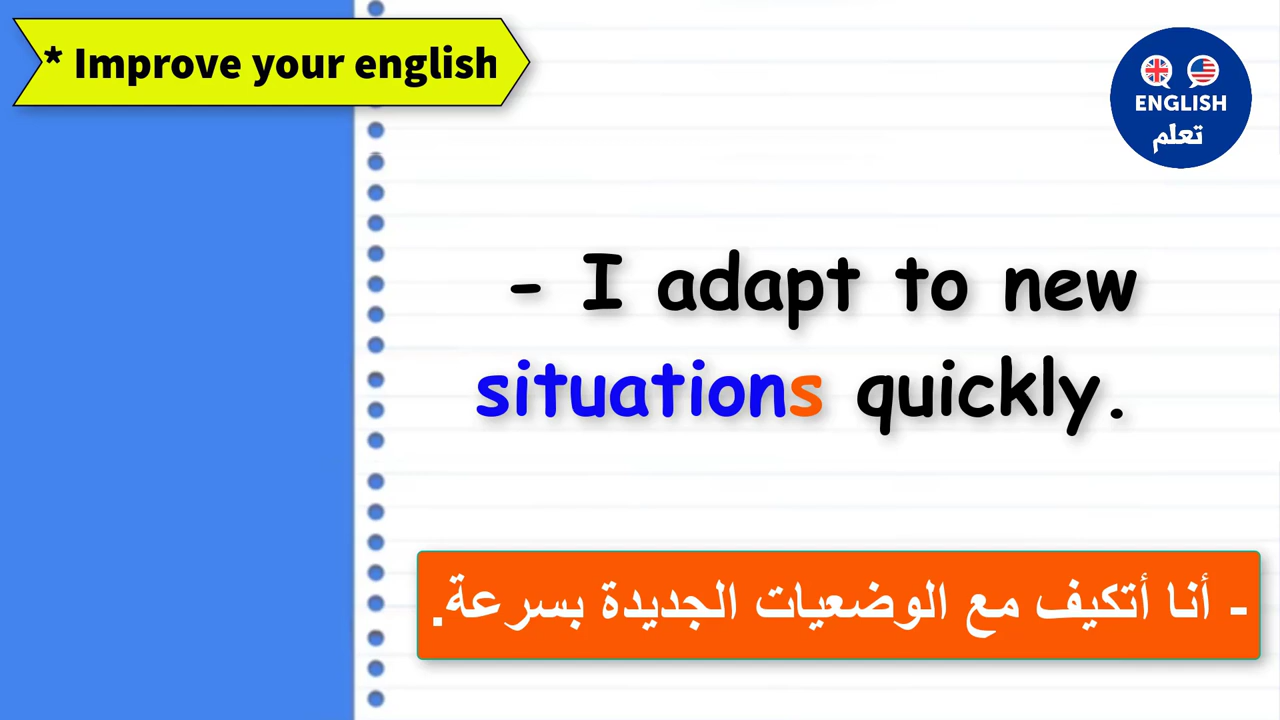 * Improve your english
ENGLISH
تعلم
- I adapt to new
situations quickly.
- أنا أتكيف مع الوضعيات الجديدة بسرعة.